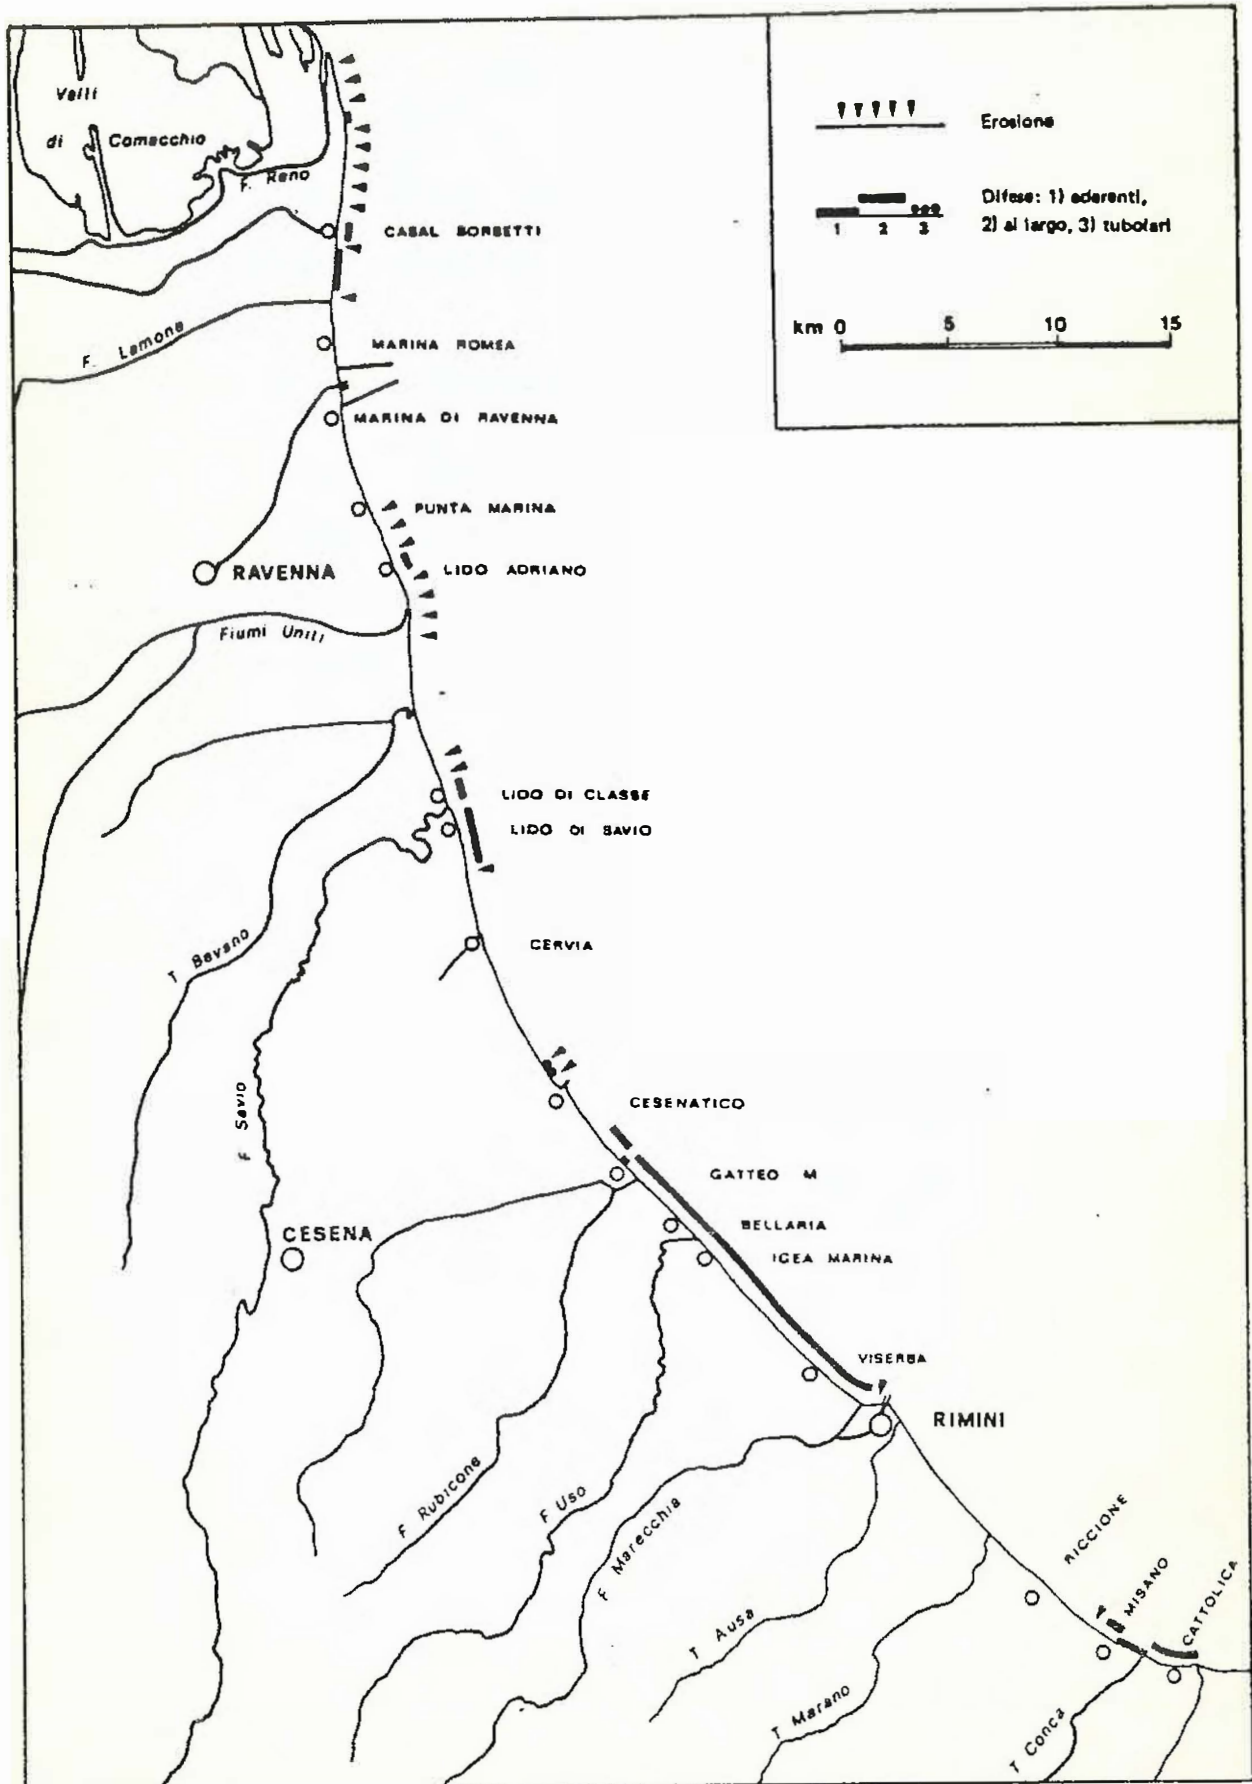 Valli
di Comacchio
F. Reno
Erosione
Difese: 1) aderenti,
2) al largo, 3) tubolari
1 2 3
CASAL BORSETTI
km 0 5 10 15
F. Lamone
MARINA ROMEA
MARINA DI RAVENNA
PUNTA MARINA
RAVENNA
LIDO ADRIANO
Fiumi Uniti
LIDO DI CLASSE
LIDO DI SAVIO
T Bevano
CERVIA
F Savio
CESENATICO
GATTEO M
BELLARIA
CESENA
IGEA MARINA
VISERBA
RIMINI
F Rubicone
F Uso
F Marecchia
RICCIONE
MISANO
CATTOLICA
T Ausa
T Marano
T Conca